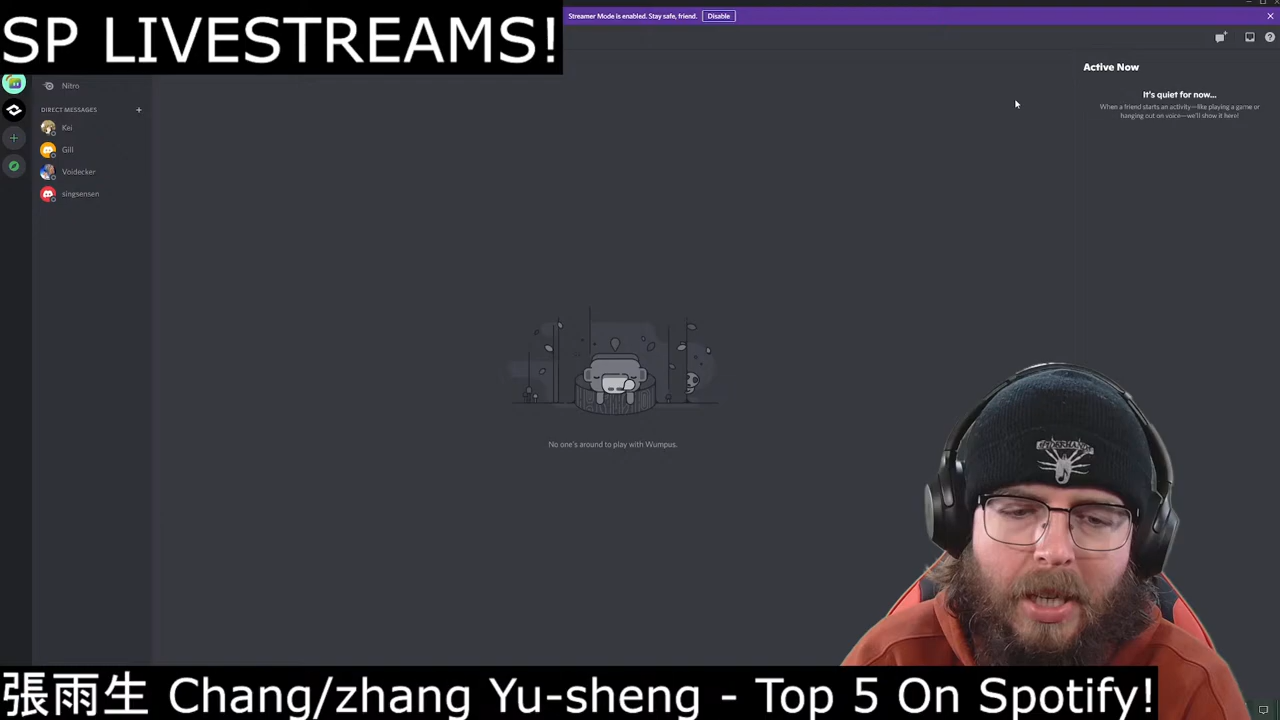 SP LIVESTREAMS!
Streamer Mode is enabled. Stay safe, friend. Disable
Nitro
DIRECT MESSAGES +
Kei
Gill
Voidecker
singsensen
Active Now
It's quiet for now...
When a friend starts an activity—like playing a game or
hanging out on voice—we'll show it here!
No one's around to play with Wumpus.
張雨生 Chang/zhang Yu-sheng - Top 5 On Spotify!